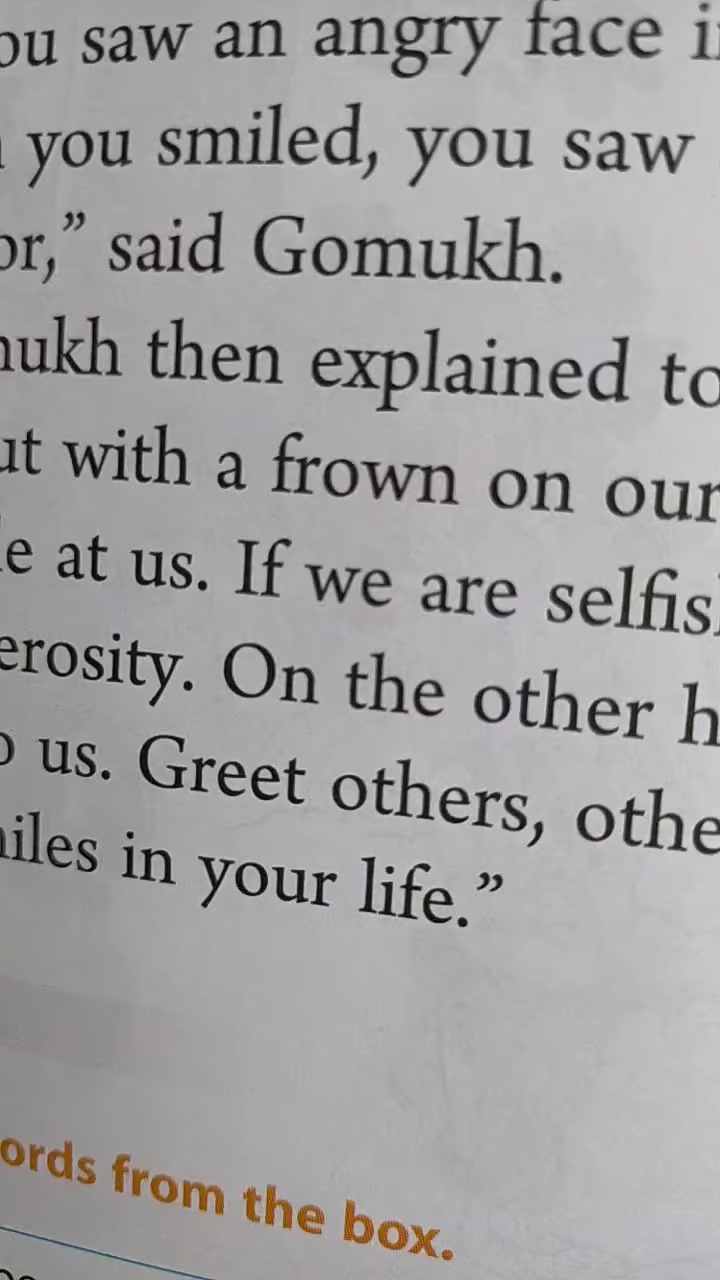 ou saw an angry face i
you smiled, you saw
or,” said Gomukh.
mukh then explained to
ut with a frown on our
e at us. If we are selfis
erosity. On the other h
o us. Greet others, othe
iles in your life.”
ords from the box.